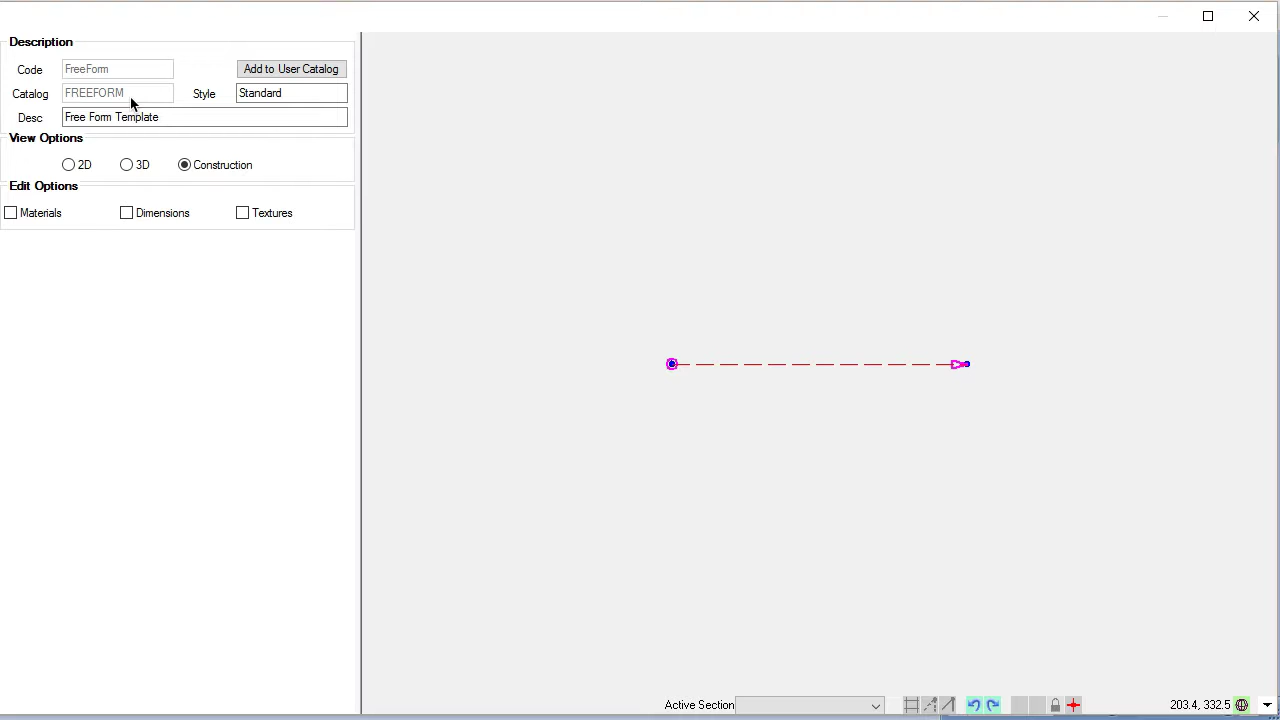 Description
Code FreeForm Add to User Catalog
Catalog FREEFORM Style Standard
Desc Free Form Template
View Options
2D 3D Construction
Edit Options
Materials Dimensions Textures
Active Section 203.4, 332.5